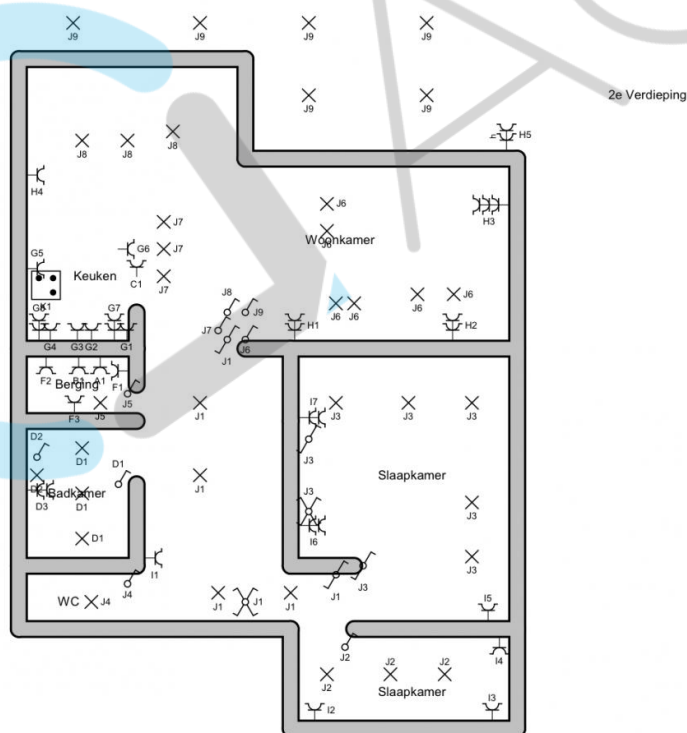 J9 J9 J9 J9
J9 J9
2e Verdieping
H5
J8 J8 J8
H4
J6 H3
J6
Woonkamer
J7
G6 J7
G5
Keuken C1 J7
J8 J9
J6 J6 J6 J6
G7
J7 H1 H2
G4 G3 G2 G1
J1 J6
F2 A1 F1
Berging
J5 J5
F3 J1 I7 J3 J3 J3
D2 D1 D1
J3
Slaapkamer
J1 J3
D3 Badkamer D1
J3
D1 I6
I1 J3
J4 J1 J3
WC J4 J1 J1 J1 I5
J2 I4
J2 J2 J2
Slaapkamer
I2 I3